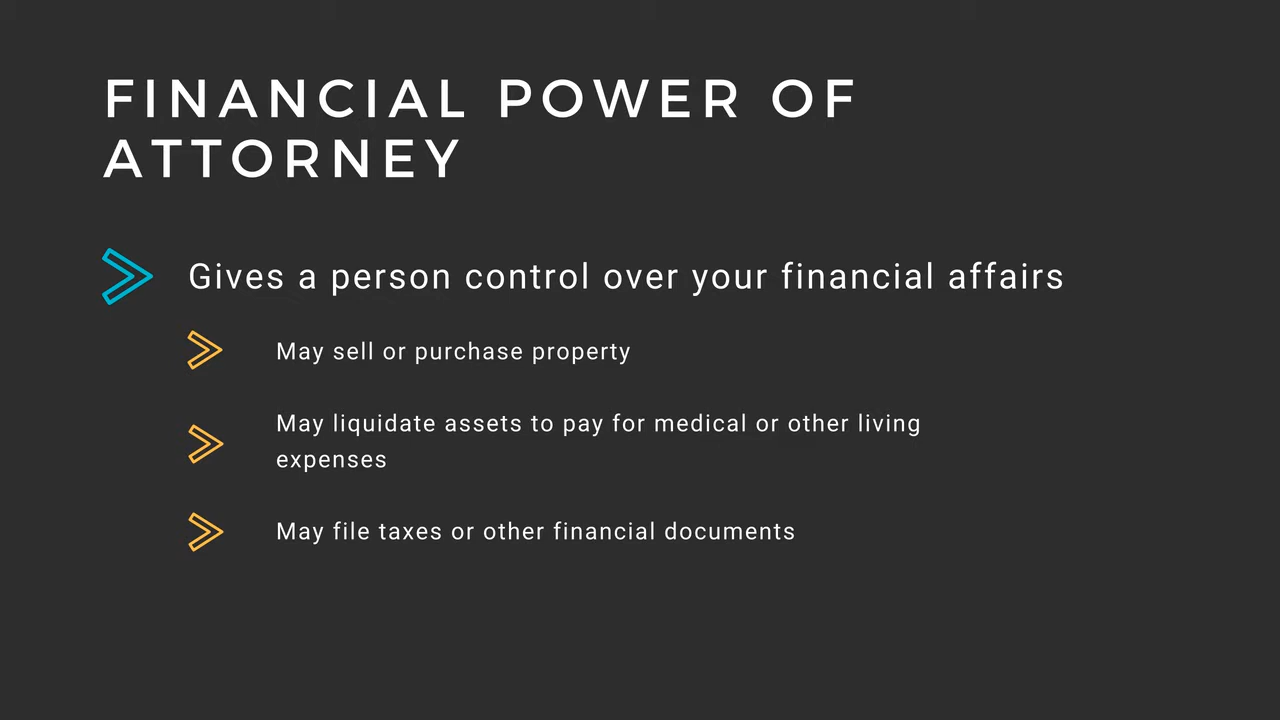 FINANCIAL POWER OF
ATTORNEY
Gives a person control over your financial affairs
May sell or purchase property
May liquidate assets to pay for medical or other living
expenses
May file taxes or other financial documents